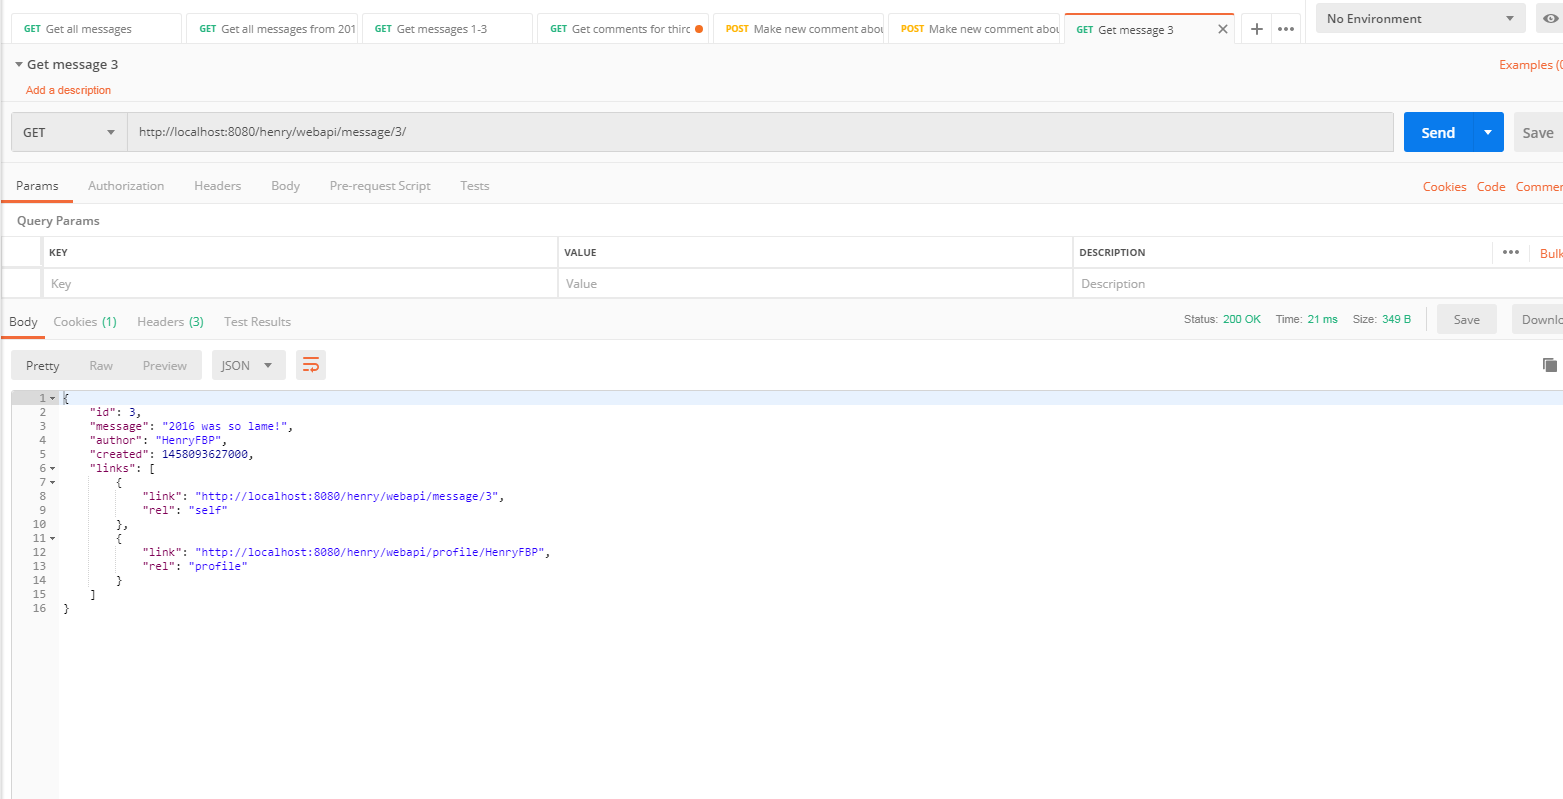 GET Get all messages GET Get all messages from 201 GET Get messages 1-3 GET Get comments for thirc POST Make new comment abou POST Make new comment abou GET Get message 3 No Environment
Get message 3 Examples (0
Add a description
GET http://localhost:8080/henry/webapi/message/3/ Send Save
Params Authorization Headers Body Pre-request Script Tests Cookies Code Commen
Query Params
KEY VALUE DESCRIPTION Bulk
Key Value Description
Body Cookies (1) Headers (3) Test Results Status: 200 OK Time: 21 ms Size: 349 B Save Downlo
Pretty Raw Preview JSON
1 {
2 "id": 3,
3 "message": "2016 was so lame!",
4 "author": "HenryFBP",
5 "created": 1458093627000,
6 "links": [
7 {
8 "link": "http://localhost:8080/henry/webapi/message/3",
9 "rel": "self"
10 },
11 {
12 "link": "http://localhost:8080/henry/webapi/profile/HenryFBP",
13 "rel": "profile"
14 }
15 ]
16 }